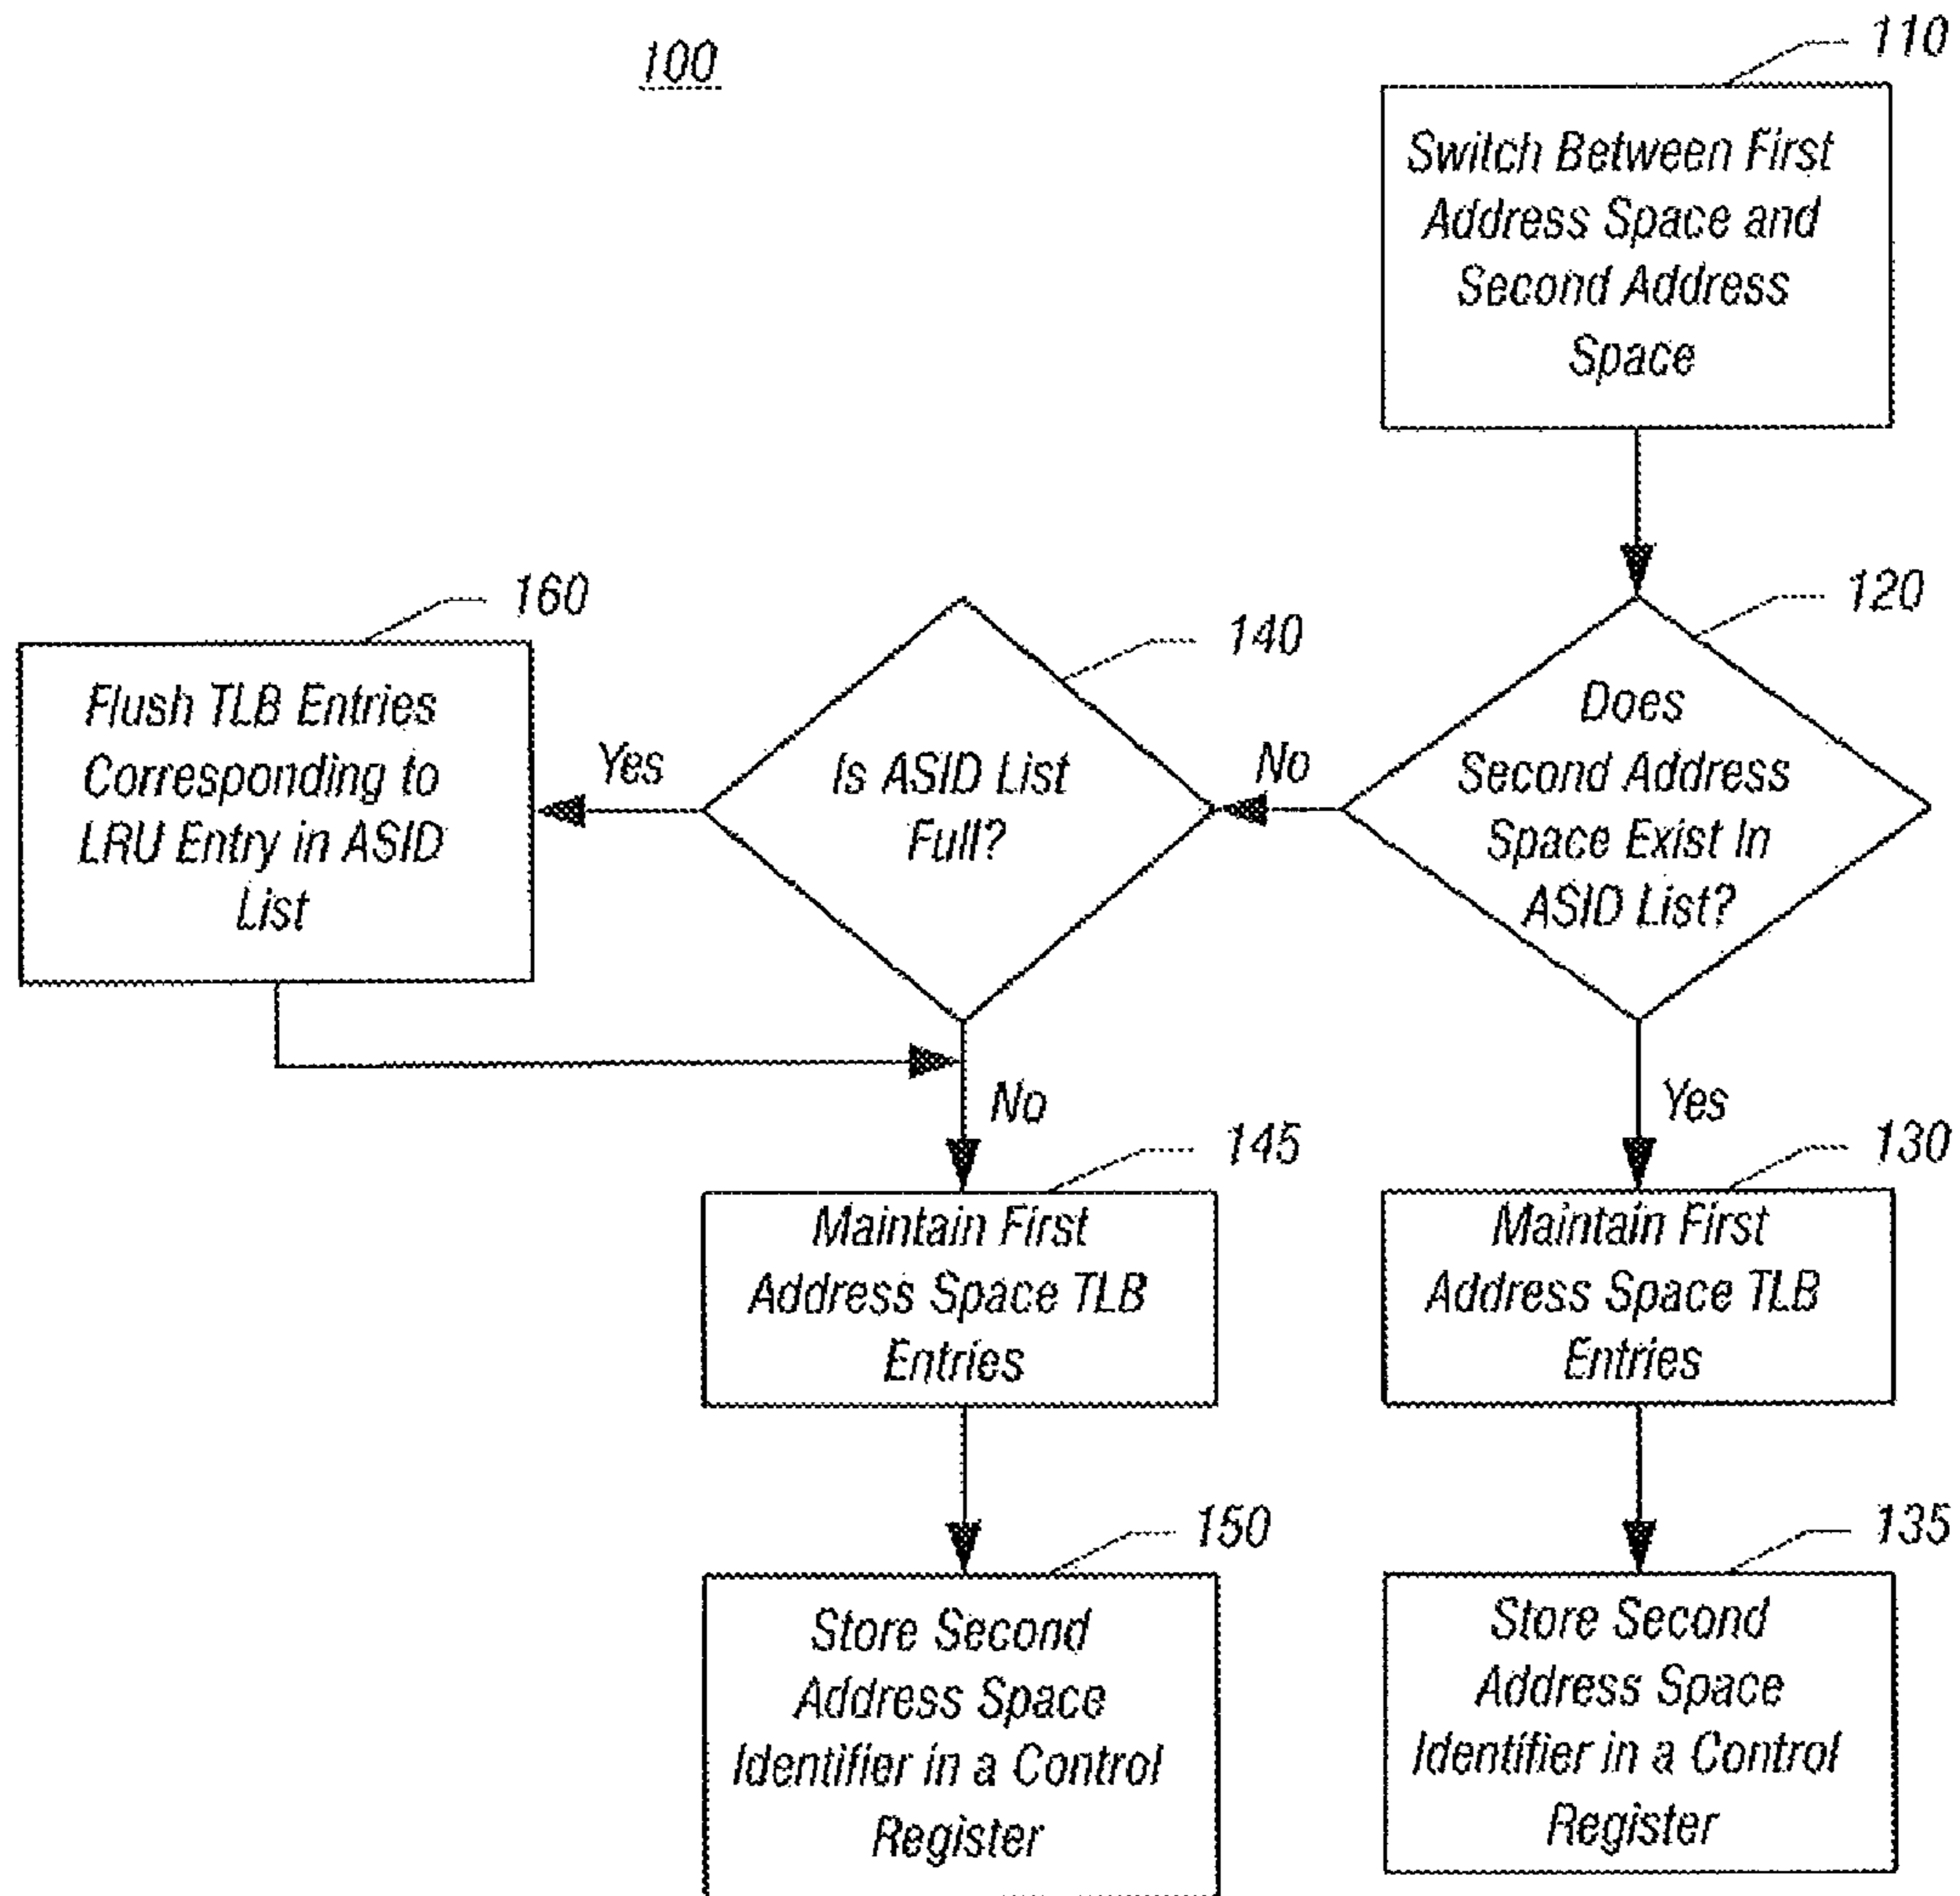 100
110
Switch Between First
Address Space and
Second Address
Space
120
Does
Second Address
Space Exist In
ASID List?
No
140
Is ASID List
Full?
Yes
160
Flush TLB Entries
Corresponding to
LRU Entry in ASID
List
No
Yes
145
Maintain First
Address Space TLB
Entries
130
Maintain First
Address Space TLB
Entries
150
Store Second
Address Space
Identifier in a Control
Register
135
Store Second
Address Space
Identifier in a Control
Register